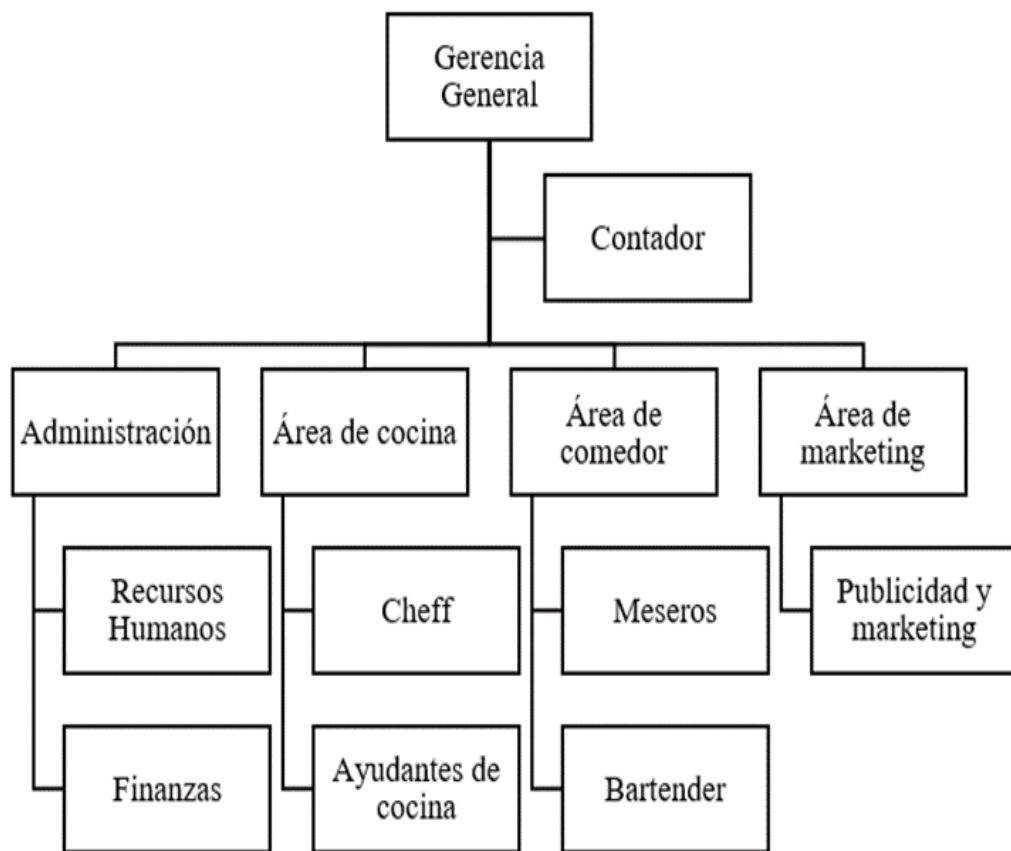 Gerencia
General
Contador
Administración
Área de cocina
Área de
comedor
Área de
marketing
Recursos
Humanos
Cheff
Meseros
Publicidad y
marketing
Finanzas
Ayudantes de
cocina
Bartender